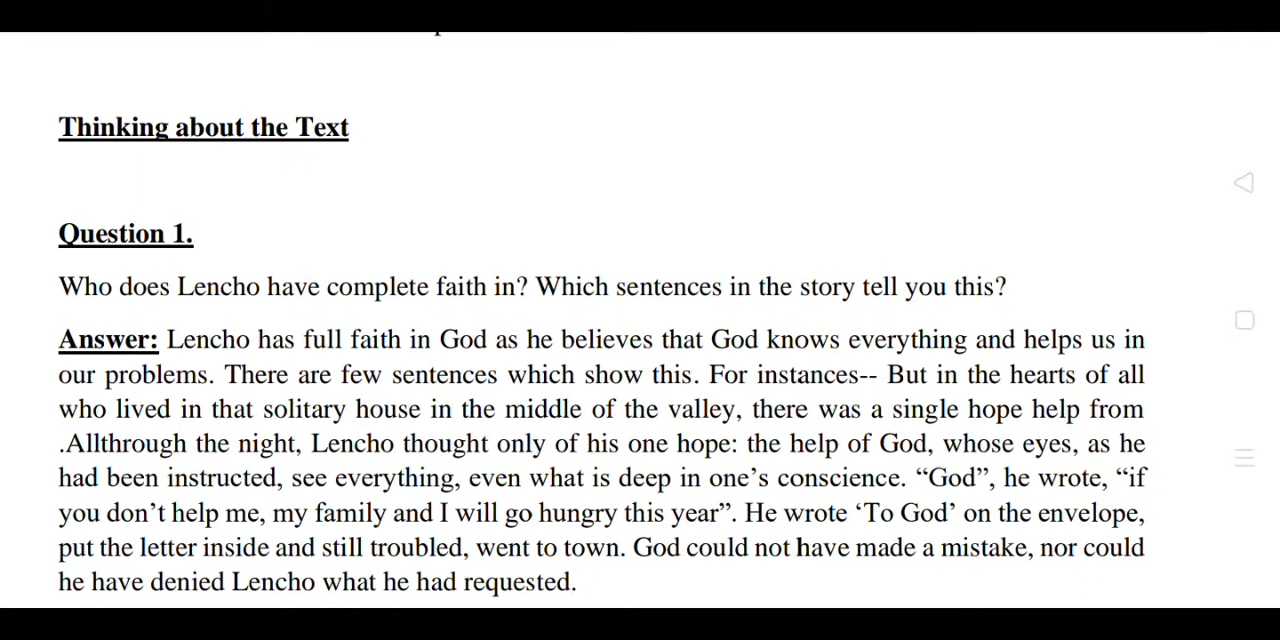 Thinking about the Text
Question 1.
Who does Lencho have complete faith in? Which sentences in the story tell you this?
Answer: Lencho has full faith in God as he believes that God knows everything and helps us in
our problems. There are few sentences which show this. For instances-- But in the hearts of all
who lived in that solitary house in the middle of the valley, there was a single hope help from
.Allthrough the night, Lencho thought only of his one hope: the help of God, whose eyes, as he
had been instructed, see everything, even what is deep in one’s conscience. “God”, he wrote, “if
you don’t help me, my family and I will go hungry this year”. He wrote ‘To God’ on the envelope,
put the letter inside and still troubled, went to town. God could not have made a mistake, nor could
he have denied Lencho what he had requested.